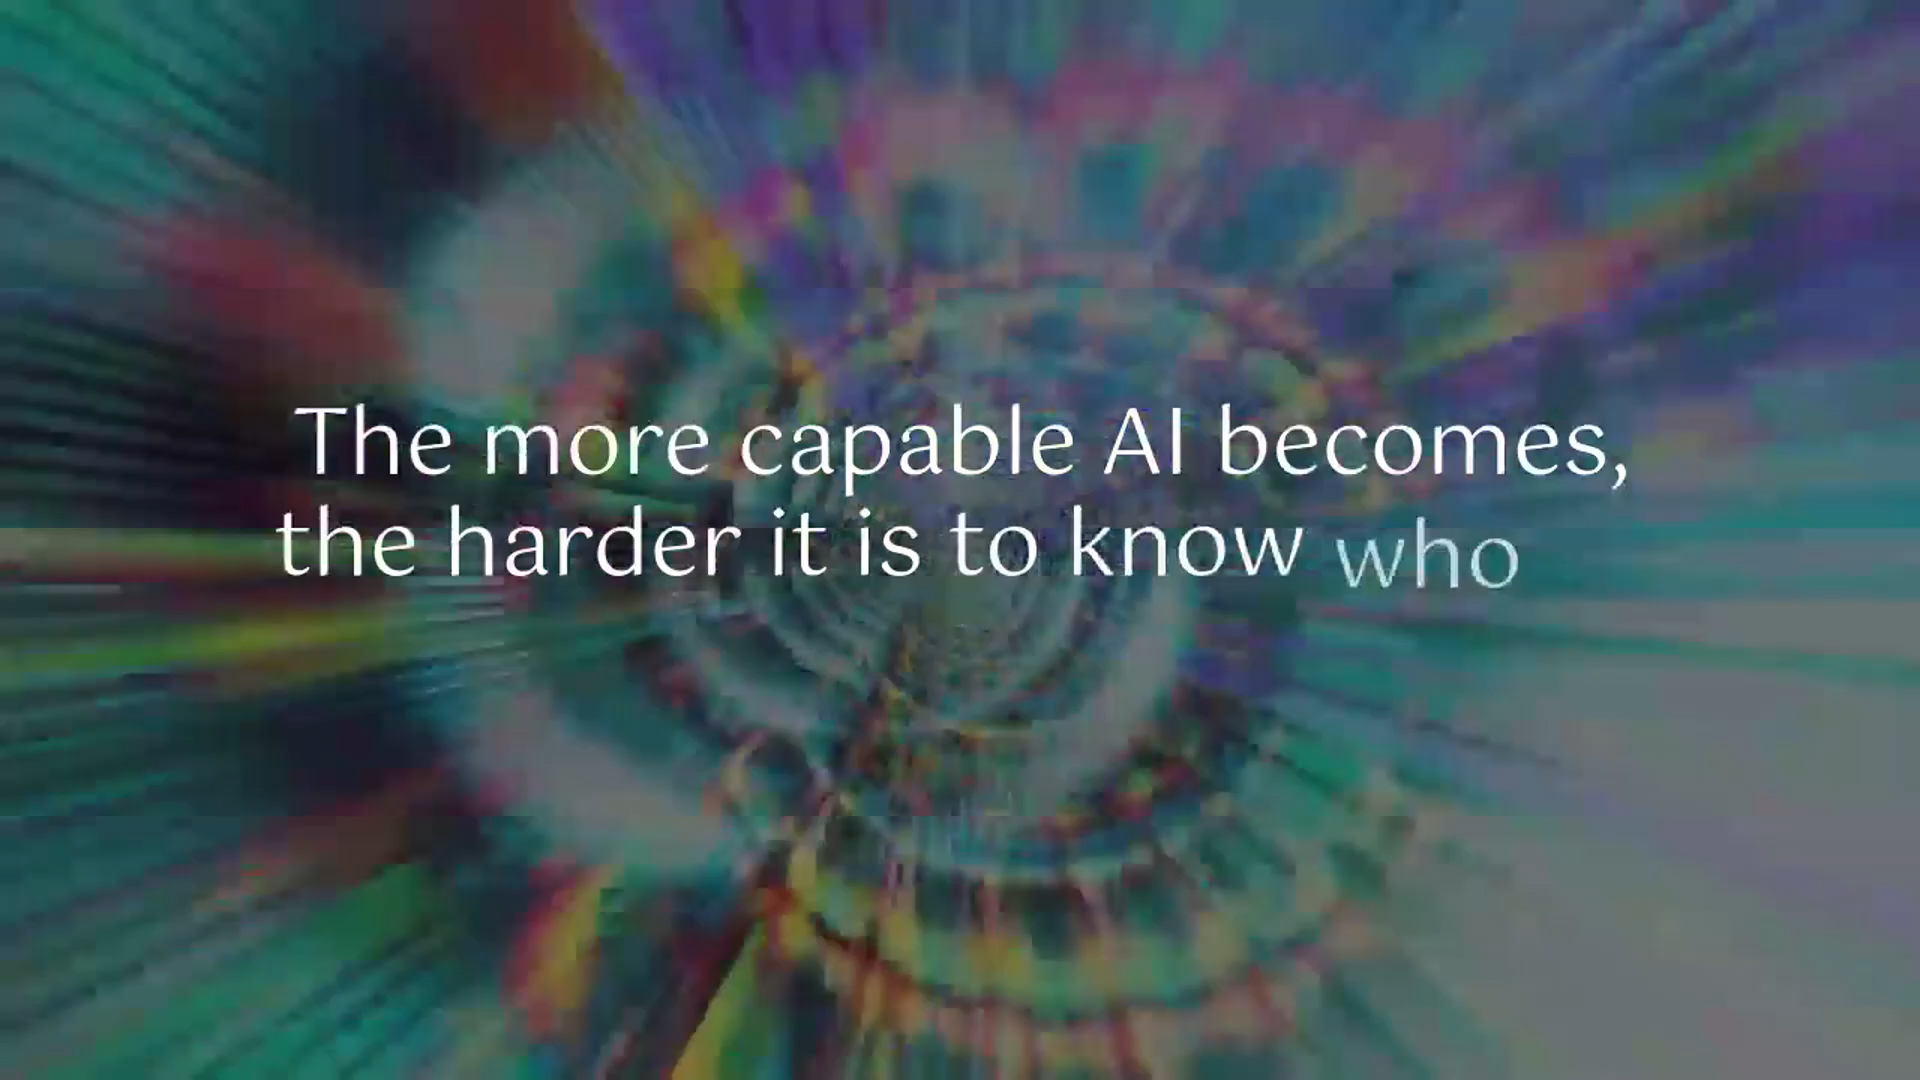 The more capable AI becomes,
the harder it is to know who